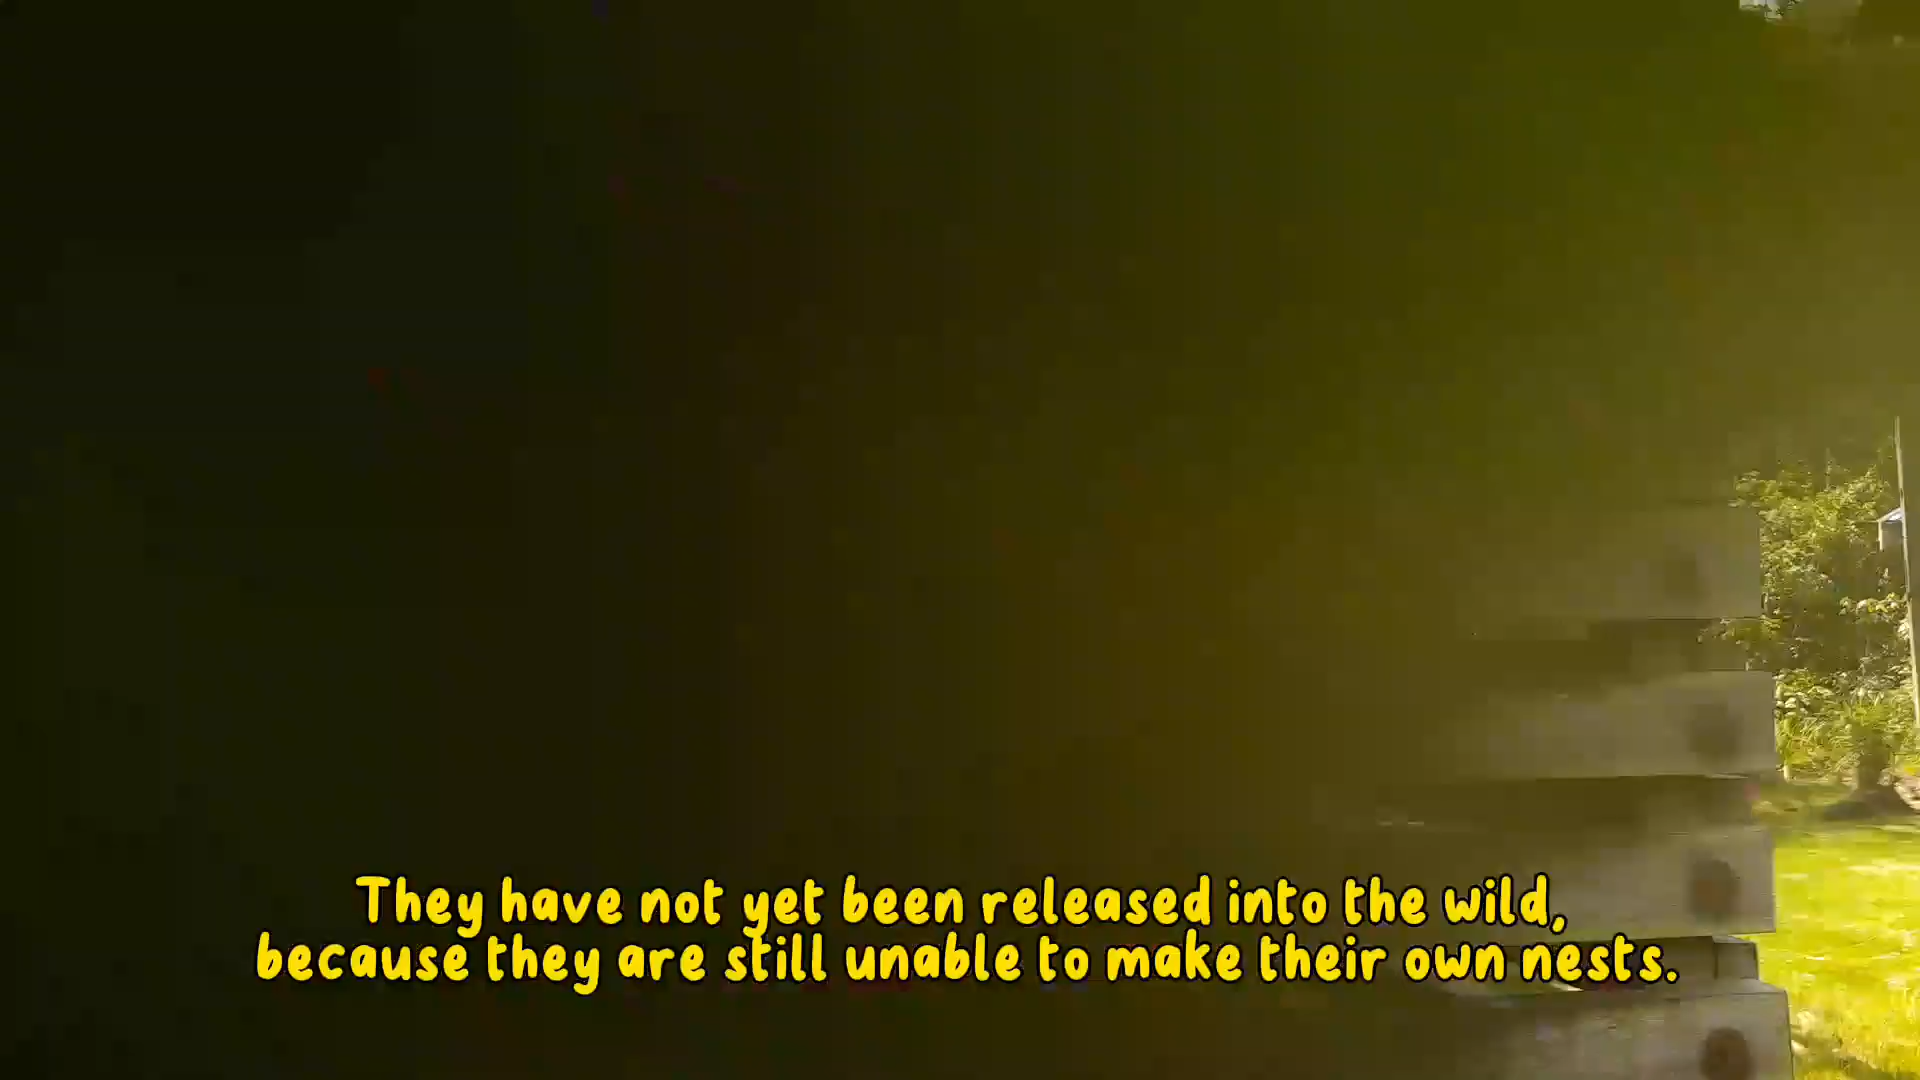 They have not yet been released into the wild,
because they are still unable to make their own nests.